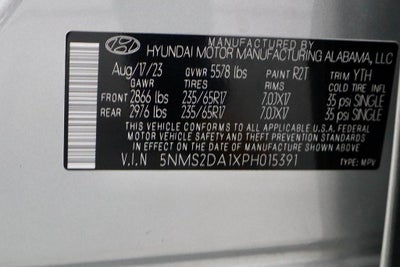 MANUFACTURED BY
HYUNDAI MOTOR MANUFACTURING ALABAMA, LLC
Aug/17/23 GVWR 5578 lbs PAINT R2T TRIM YTH
GAWR TIRES RIMS COLD TIRE INFL
FRONT 2866 lbs 235/65R17 7.0JX17 35 psi SINGLE
REAR 2976 lbs 235/65R17 7.0JX17 35 psi SINGLE
THIS VEHICLE CONFORMS TO ALL APPLICABLE U.S. FEDERAL MOTOR
VEHICLE SAFETY AND THEFT PREVENTION STANDARDS IN EFFECT ON
THE DATE OF MANUFACTURE SHOWN ABOVE.
V.I.N 5NMS2DA1XPH015391 TYPE: MPV